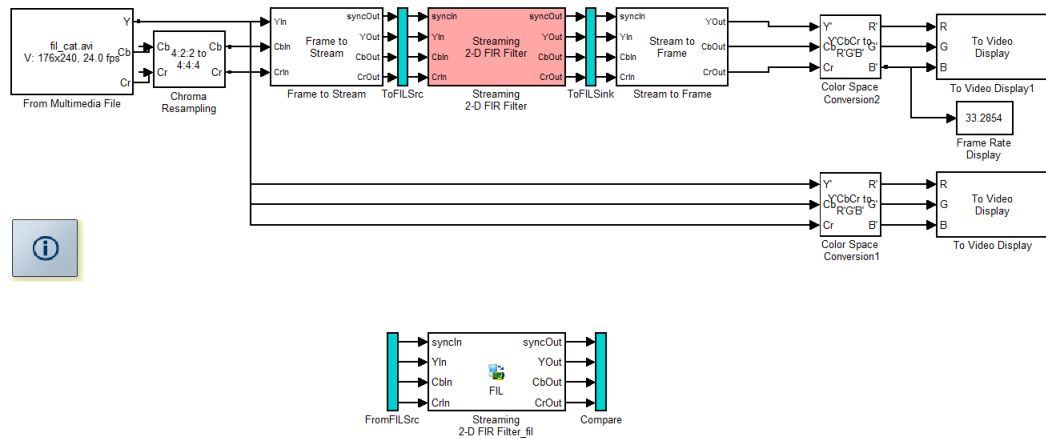 fil_cat.avi
V: 176x240, 24.0 fps
Y
Cb
Cr
From Multimedia File
Cb
Cr
4:2:2 to
4:4:4
Cb
Cr
Chroma
Resampling
YIn
CbIn
CrIn
Frame to
Stream
syncOut
YOut
CbOut
CrOut
Frame to Stream
ToFILSrc
syncIn
YIn
CbIn
CrIn
Streaming
2-D FIR Filter
syncOut
YOut
CbOut
CrOut
Streaming
2-D FIR Filter
ToFILSink
syncIn
YIn
CbIn
CrIn
Stream to
Frame
YOut
CbOut
CrOut
Stream to Frame
Y'
Cb
Cr
Y'CbCr to
R'G'B'
R'
G'
B'
Color Space
Conversion2
R
G
B
To Video
Display
To Video Display1
33.2854
Frame Rate
Display
Y'
Cb
Cr
Y'CbCr to
R'G'B'
R'
G'
B'
Color Space
Conversion1
R
G
B
To Video
Display
To Video Display
i
syncIn
YIn
CbIn
CrIn
FIL
syncOut
YOut
CbOut
CrOut
FromFILSrc
Streaming
2-D FIR Filter_fil
Compare